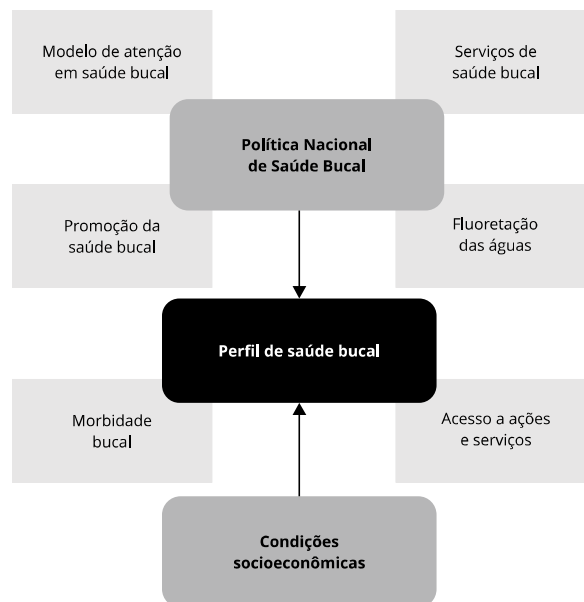 Modelo de atenção
em saúde bucal
Serviços de
saúde bucal
Política Nacional
de Saúde Bucal
Promoção da
saúde bucal
Fluoretação
das águas
Perfil de saúde bucal
Morbidade
bucal
Acesso a ações
e serviços
Condições
socioeconômicas